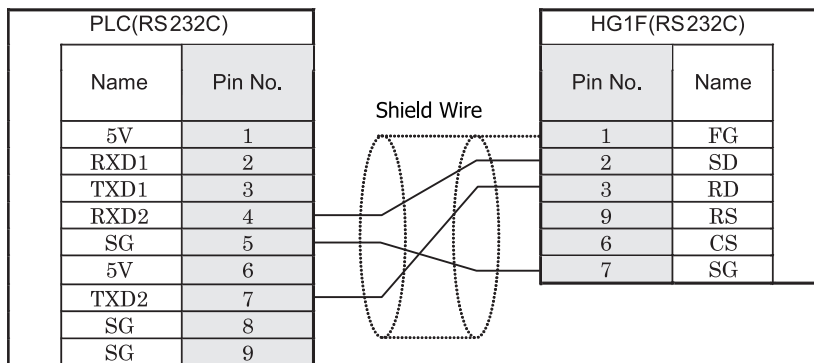 PLC(RS232C)
Name Pin No.
5V 1
RXD1 2
TXD1 3
RXD2 4
SG 5
5V 6
TXD2 7
SG 8
SG 9
Shield Wire
HG1F(RS232C)
Pin No. Name
1 FG
2 SD
3 RD
9 RS
6 CS
7 SG